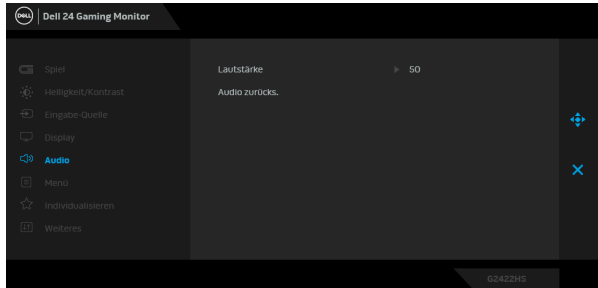 DELL Dell 24 Gaming Monitor
Spiel
Lautstärke 50
Helligkeit/Kontrast
Audio zurücks.
Eingabe-Quelle
Display
Audio
Menü
Individualisieren
Weiteres
G2422HS